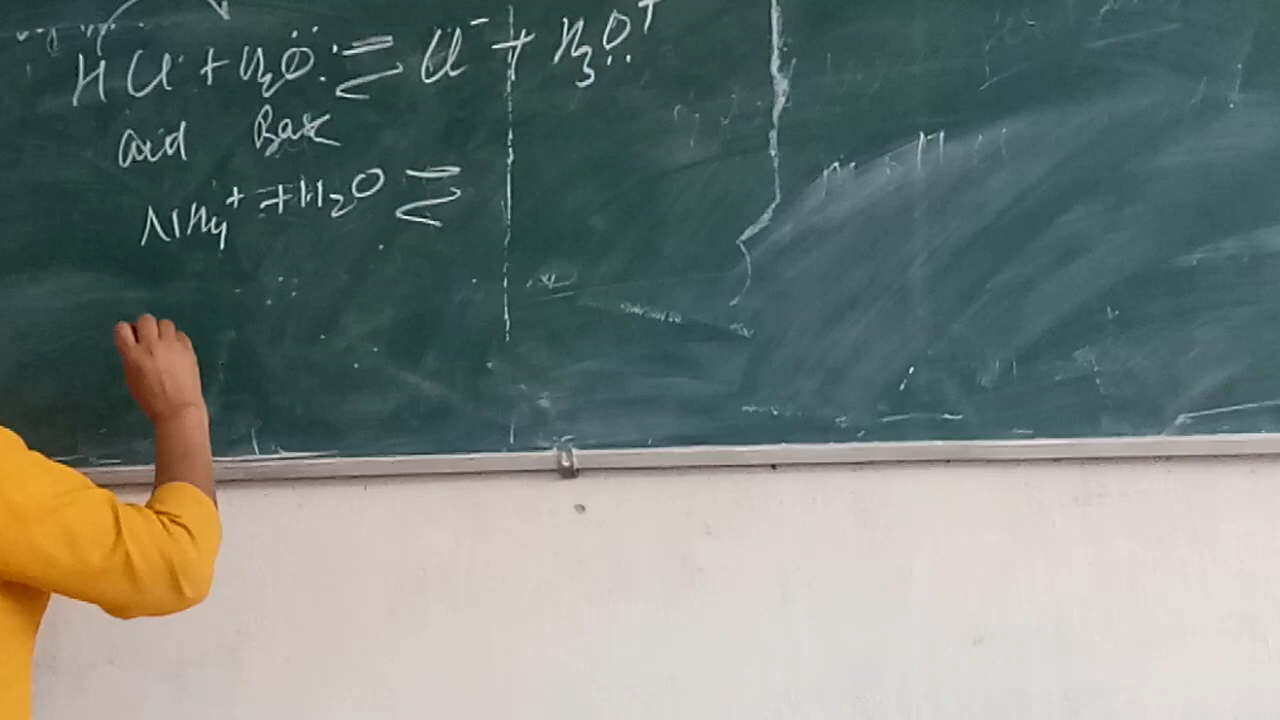 HCl + H₂O ⇌ Cl⁻ + H₃O⁺
acid Base
NH₄⁺ + H₂O ⇌